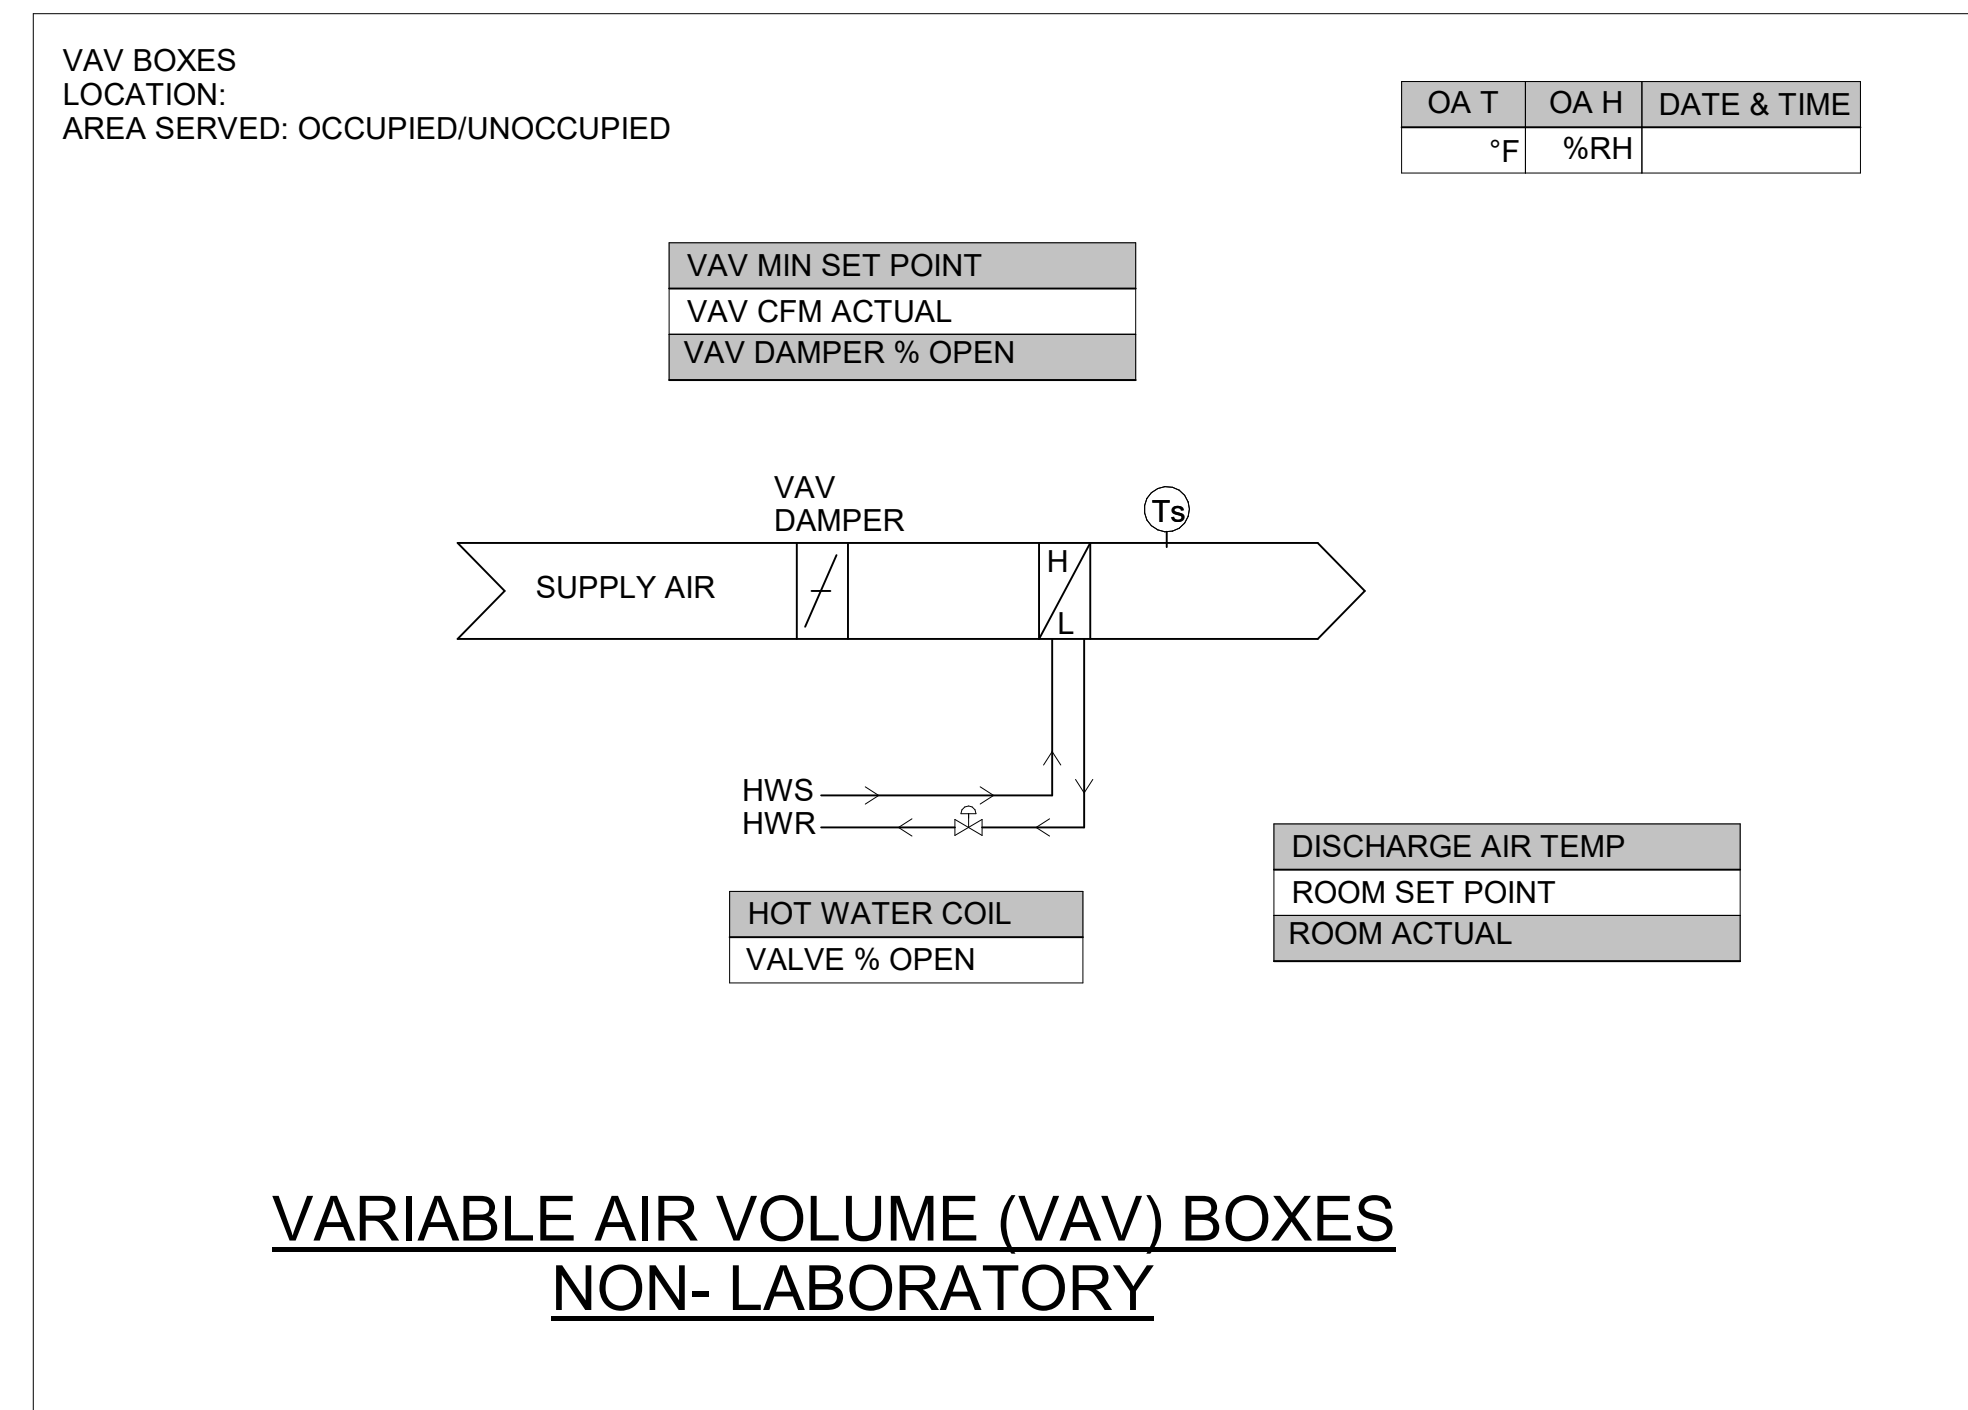 VAV BOXES
LOCATION:
AREA SERVED: OCCUPIED/UNOCCUPIED
OA T OA H DATE & TIME
°F %RH
VAV MIN SET POINT
VAV CFM ACTUAL
VAV DAMPER % OPEN
VAV
DAMPER
Ts
SUPPLY AIR
H
L
HWS
HWR
DISCHARGE AIR TEMP
ROOM SET POINT
ROOM ACTUAL
HOT WATER COIL
VALVE % OPEN
VARIABLE AIR VOLUME (VAV) BOXES
NON- LABORATORY